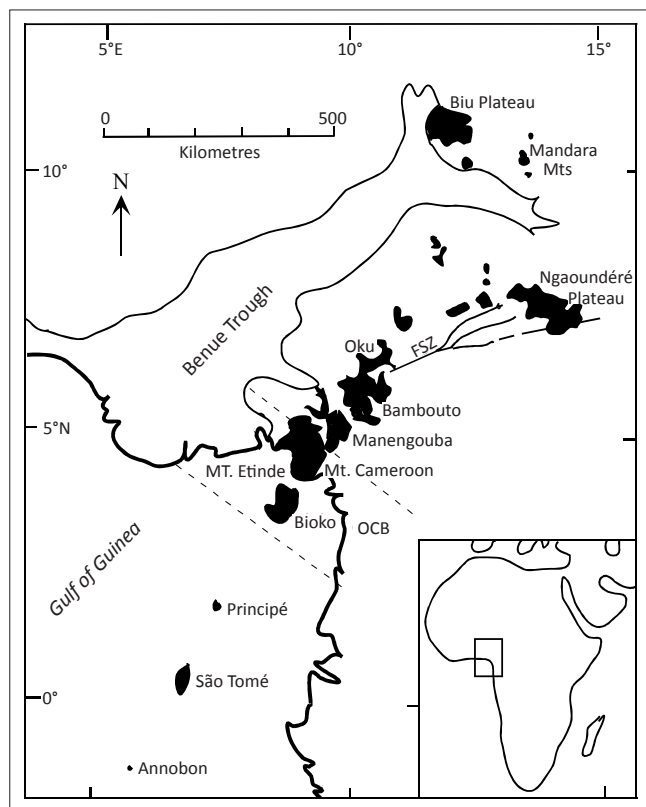 5°E
10°
15°
0
500
Kilometres
Biu Plateau
Mandara
Mts
10°
N
Ngaoundéré
Plateau
Benue Trough
FSZ
Oku
Bambouto
5°N
Manengouba
MT. Etinde
Mt. Cameroon
Bioko
OCB
Gulf of Guinea
Principé
São Tomé
0°
Annobon